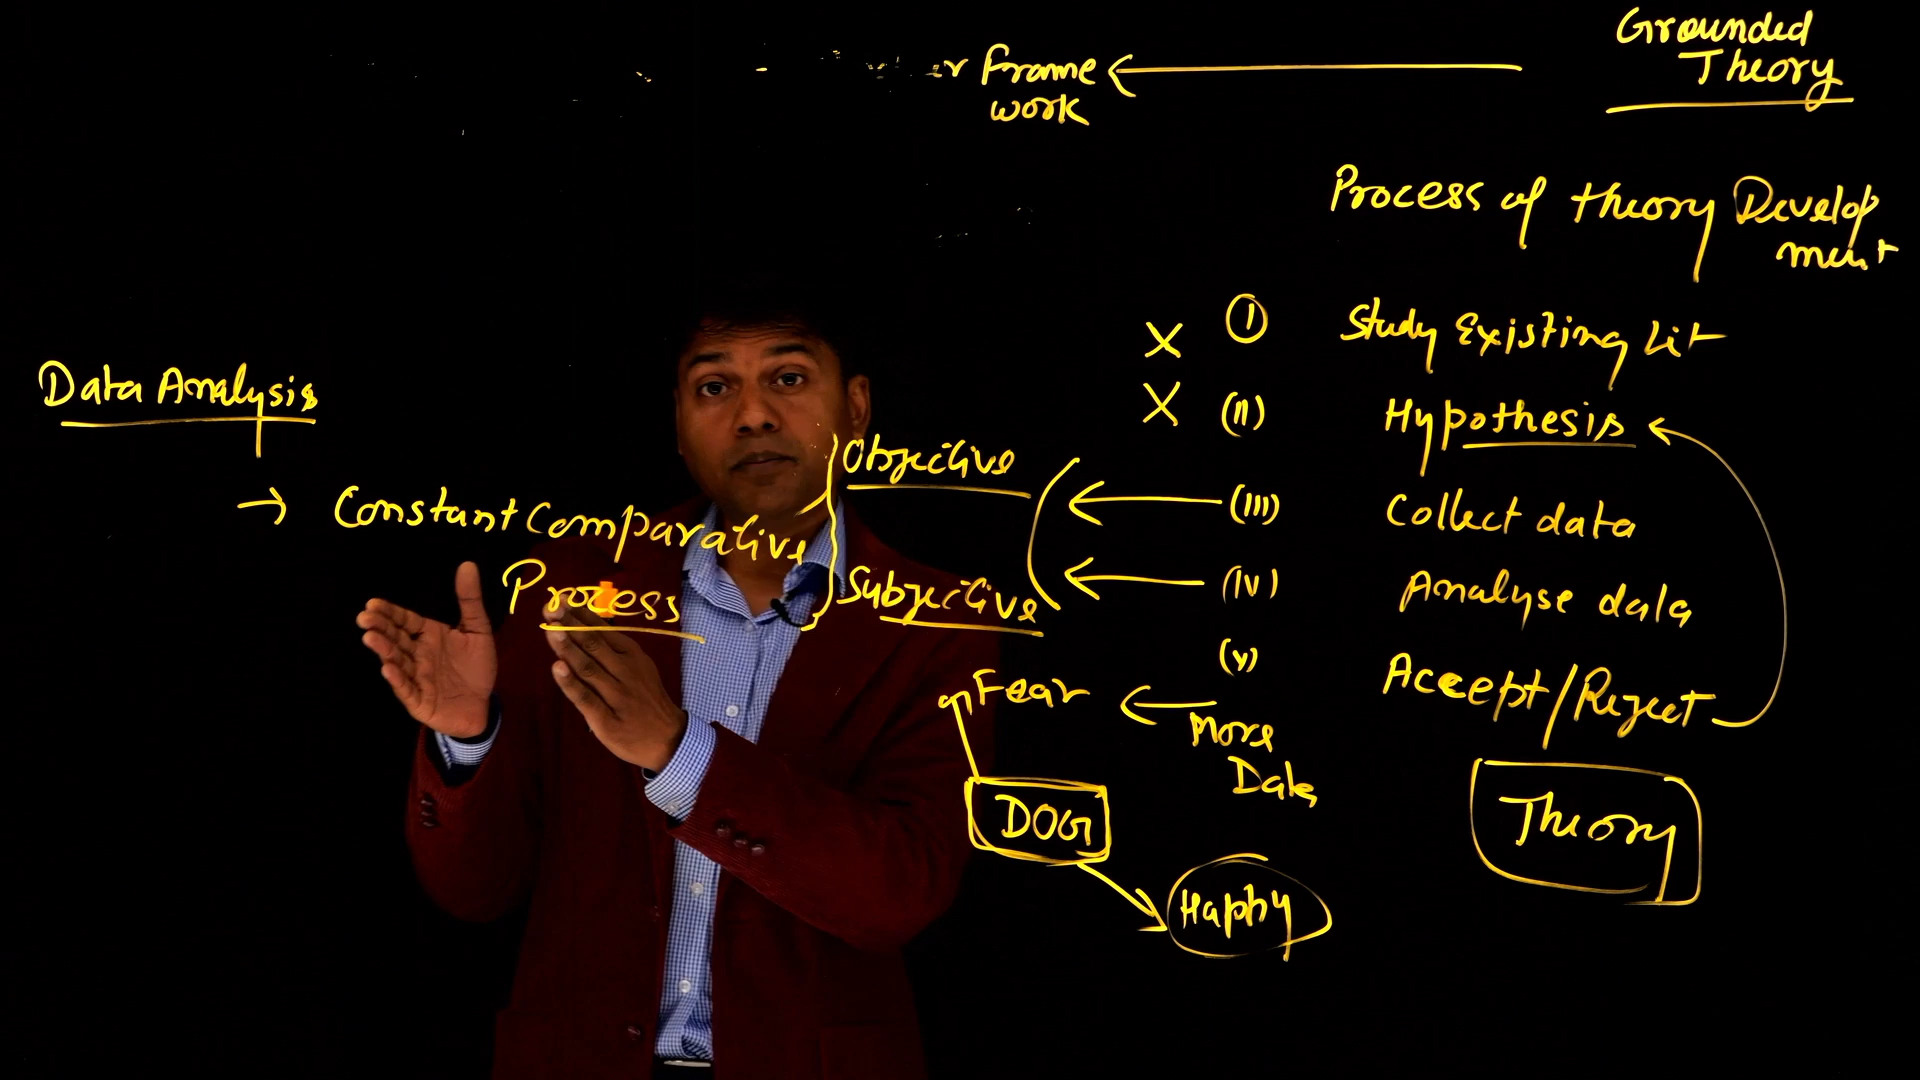 Grounded
Theory
Frame
work
Process of theory Develop
ment
X (I) Study Existing Lit
X (II) Hypothesis
(III) Collect data
(IV) Analyse data
(V) Accept/Reject
Theory
Data Analysis
Constant Comparative
Process
Objective
Subjective
Fear
More
Data
DOG
Happy